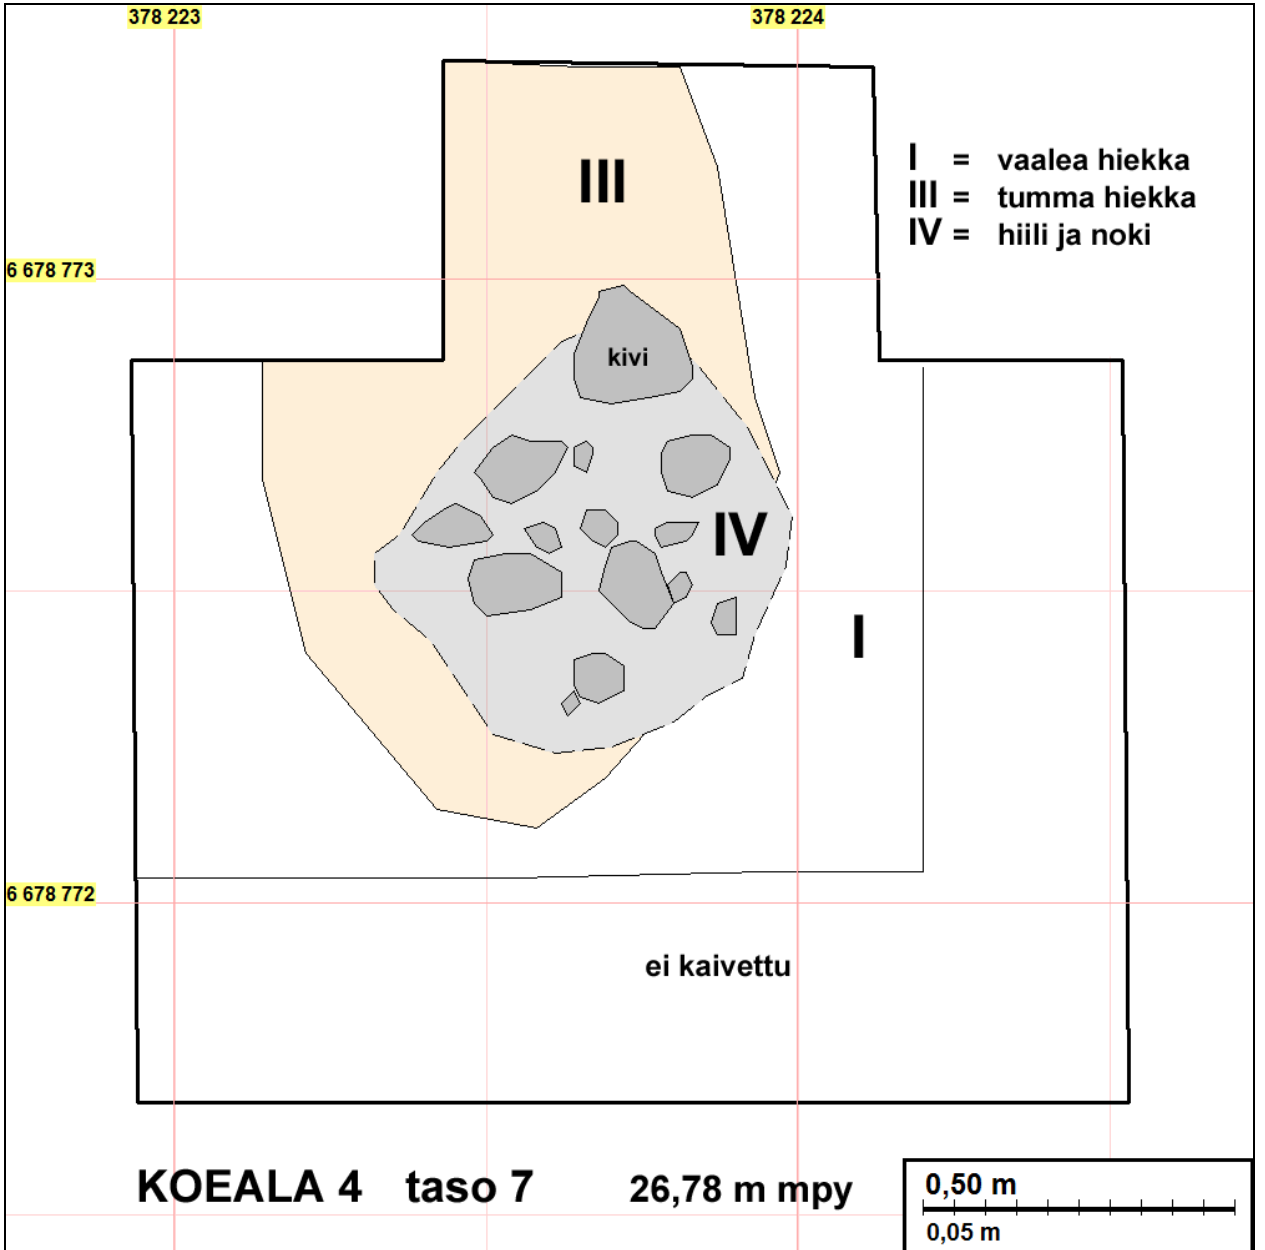 378 223
378 224
III
I = vaalea hiekka
III = tumma hiekka
IV = hiili ja noki
6 678 773
kivi
IV
I
6 678 772
ei kaivettu
KOEALA 4 taso 7 26,78 m mpy
0,50 m
0,05 m